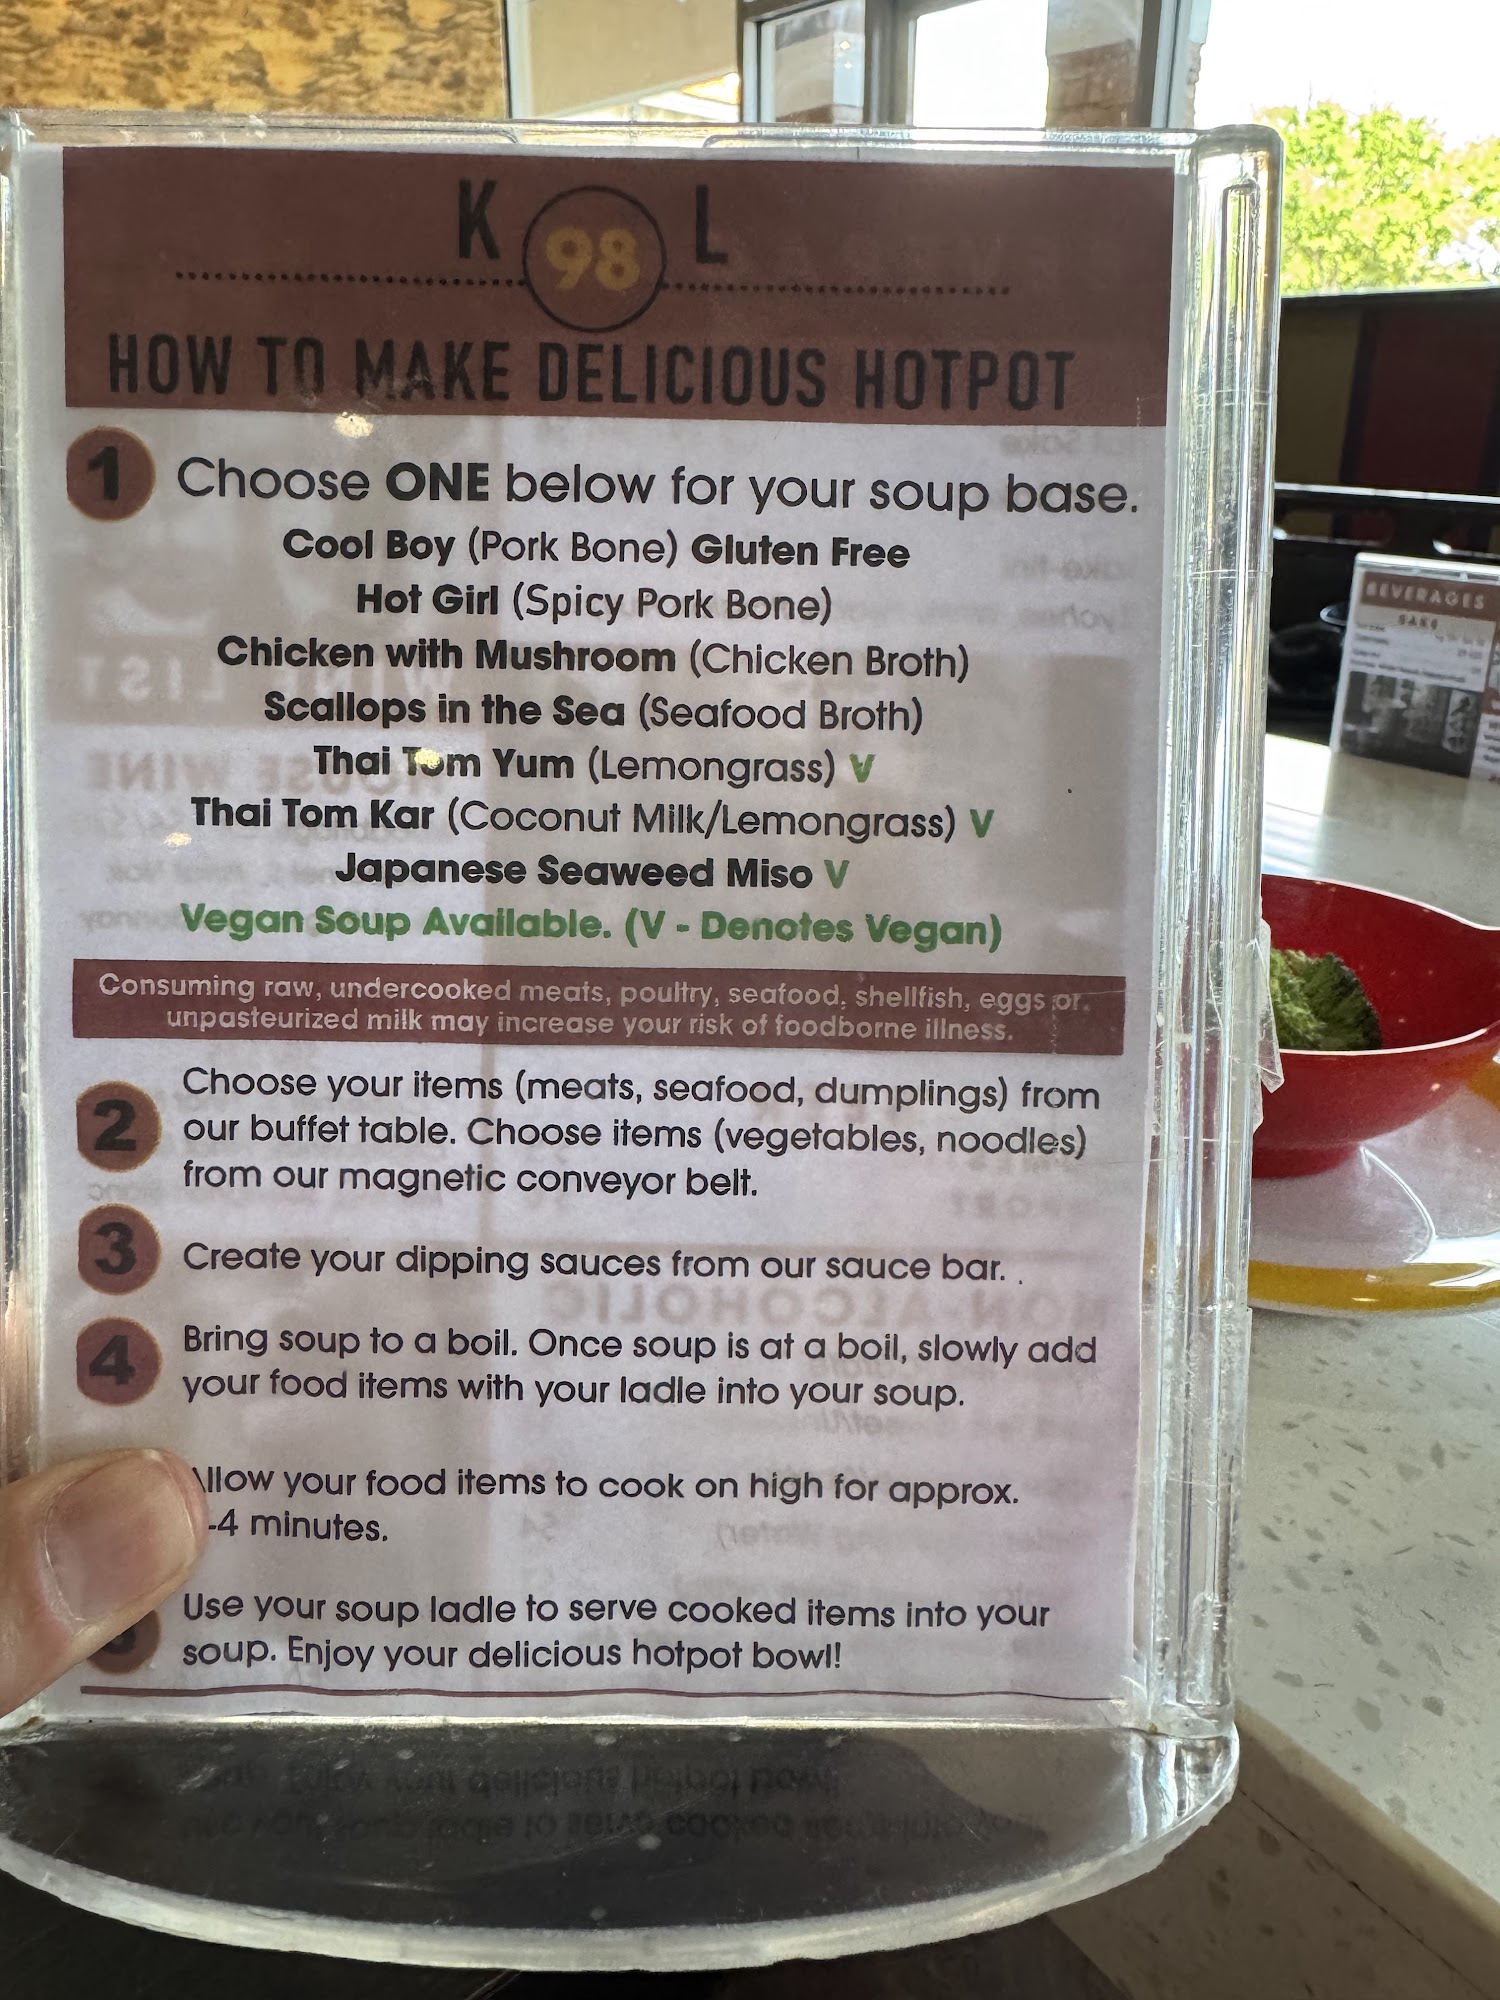 K 98 L
HOW TO MAKE DELICIOUS HOTPOT
1 Choose ONE below for your soup base.
Cool Boy (Pork Bone) Gluten Free
Hot Girl (Spicy Pork Bone)
Chicken with Mushroom (Chicken Broth)
Scallops in the Sea (Seafood Broth)
Thai Tom Yum (Lemongrass) V
Thai Tom Kar (Coconut Milk/Lemongrass) V
Japanese Seaweed Miso V
Vegan Soup Available. (V - Denotes Vegan)
Consuming raw, undercooked meats, poultry, seafood, shellfish, eggs or
unpasteurized milk may increase your risk of foodborne illness.
2 Choose your items (meats, seafood, dumplings) from
our buffet table. Choose items (vegetables, noodles)
from our magnetic conveyor belt.
3 Create your dipping sauces from our sauce bar. .
4 Bring soup to a boil. Once soup is at a boil, slowly add
your food items with your ladle into your soup.
Allow your food items to cook on high for approx.
-4 minutes.
Use your soup ladle to serve cooked items into your
soup. Enjoy your delicious hotpot bowl!
BEVERAGES
SAKE